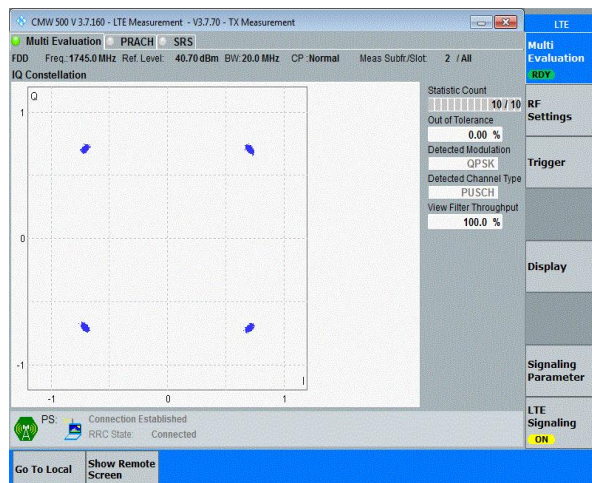 CMW 500 V 3.7.160 - LTE Measurement - V3.7.70 - TX Measurement
LTE
Multi Evaluation PRACH SRS
FDD Freq.:1745.0 MHz Ref. Level: 40.70 dBm BW:20.0 MHz CP :Normal Meas Subfr./Slot: 2 / All
IQ Constellation
Q
1
0
-1
-1 0 1
I
Statistic Count
10 / 10
Out of Tolerance
0.00 %
Detected Modulation
QPSK
Detected Channel Type
PUSCH
View Filter Throughput
100.0 %
Multi
Evaluation
RDY
RF
Settings
Trigger
Display
Signaling
Parameter
LTE
Signaling
ON
PS: Connection Established
RRC State: Connected
Go To Local
Show Remote
Screen